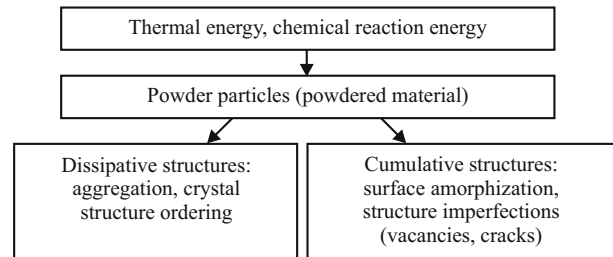 Thermal energy, chemical reaction energy
Powder particles (powdered material)
Dissipative structures:
aggregation, crystal
structure ordering
Cumulative structures:
surface amorphization,
structure imperfections
(vacancies, cracks)